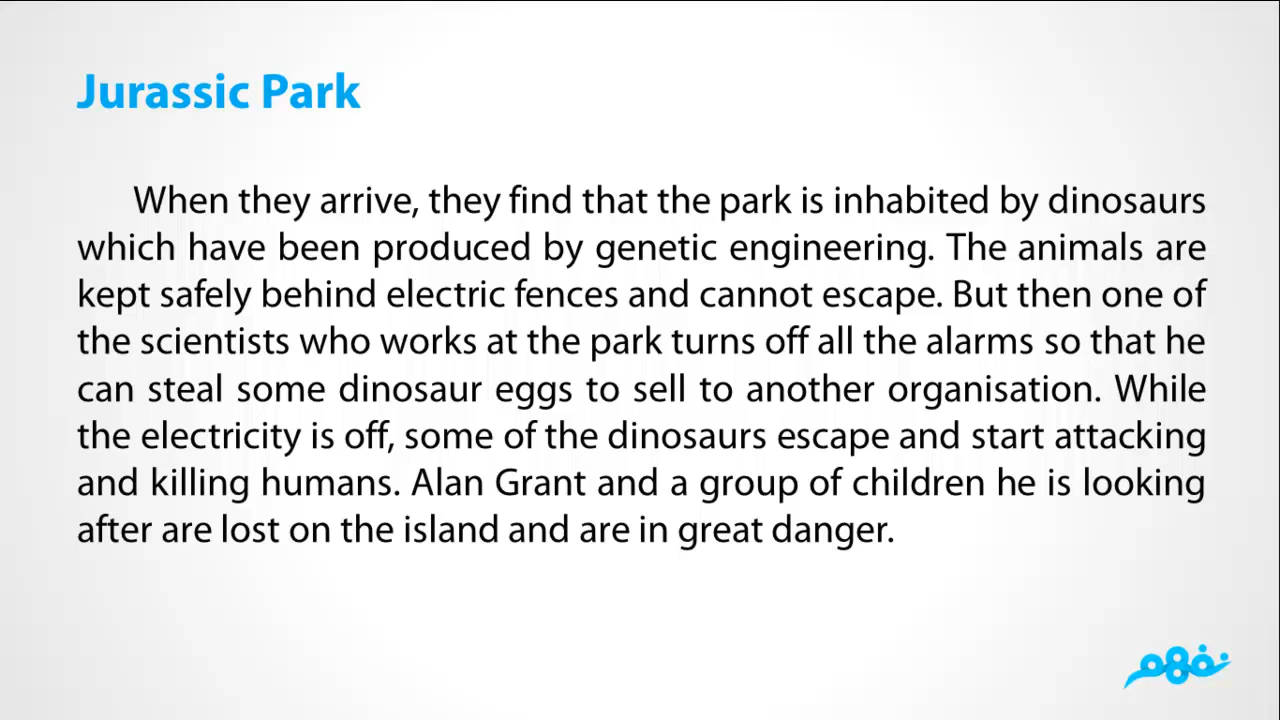 Jurassic Park
When they arrive, they find that the park is inhabited by dinosaurs
which have been produced by genetic engineering. The animals are
kept safely behind electric fences and cannot escape. But then one of
the scientists who works at the park turns off all the alarms so that he
can steal some dinosaur eggs to sell to another organisation. While
the electricity is off, some of the dinosaurs escape and start attacking
and killing humans. Alan Grant and a group of children he is looking
after are lost on the island and are in great danger.
نفهم